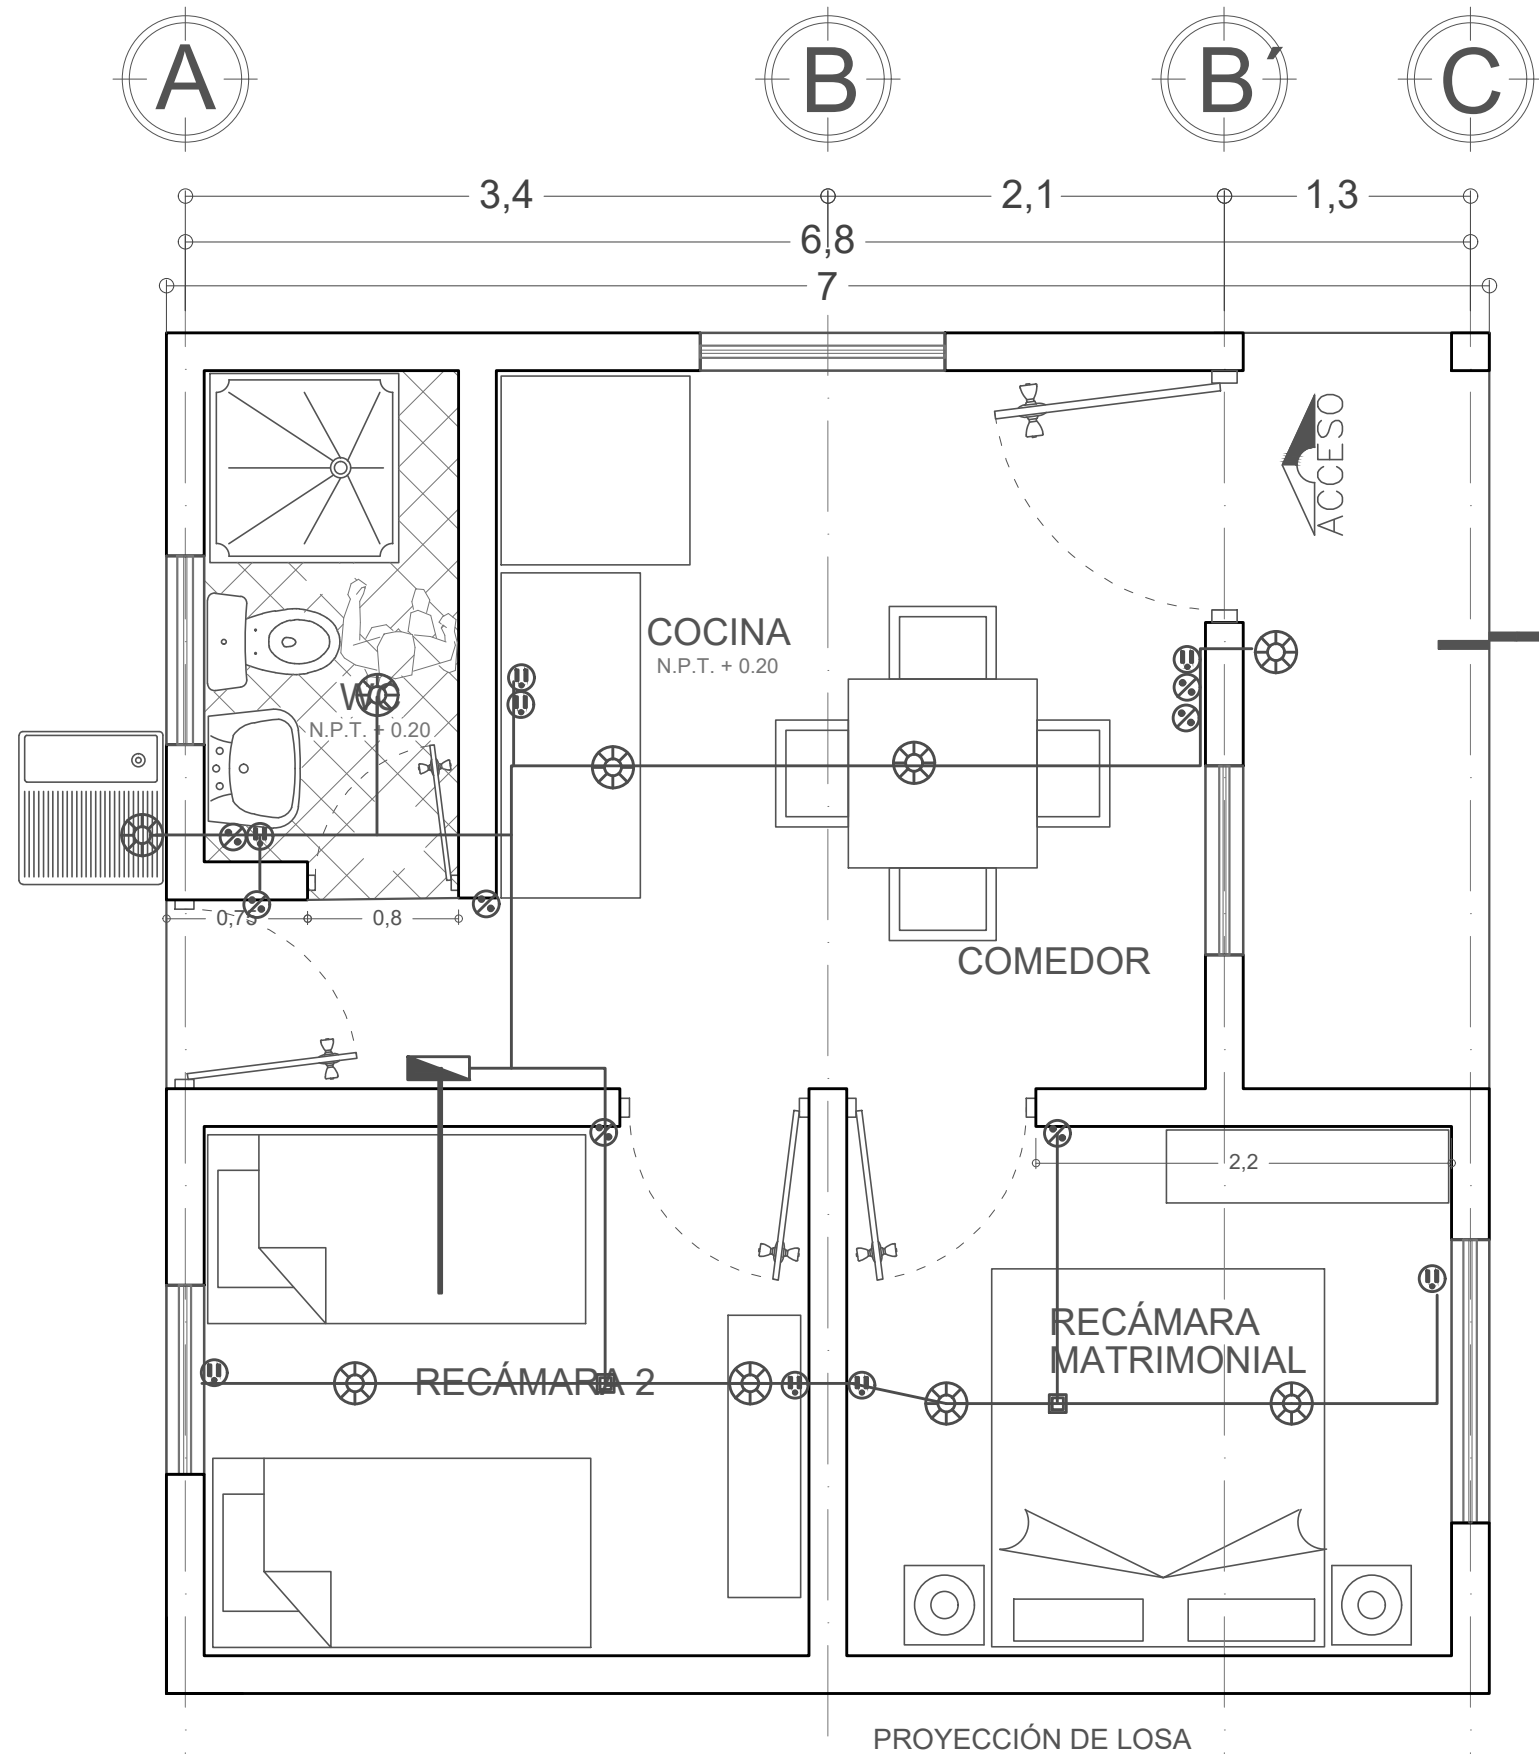 A
B
B´
C
3,4
2,1
1,3
6,8
7
ACCESO
COCINA
N.P.T. + 0.20
WC
N.P.T. + 0.20
0,75
0,8
COMEDOR
2,2
RECÁMARA
MATRIMONIAL
RECÁMARA 2
PROYECCIÓN DE LOSA